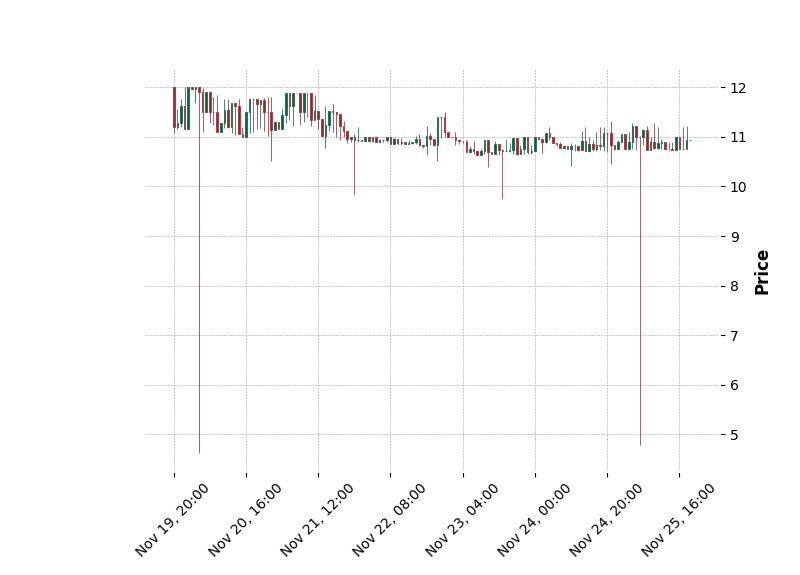 12
11
10
9
8
7
6
5
Price
Nov 19, 20:00
Nov 20, 16:00
Nov 21, 12:00
Nov 22, 08:00
Nov 23, 04:00
Nov 24, 00:00
Nov 24, 20:00
Nov 25, 16:00